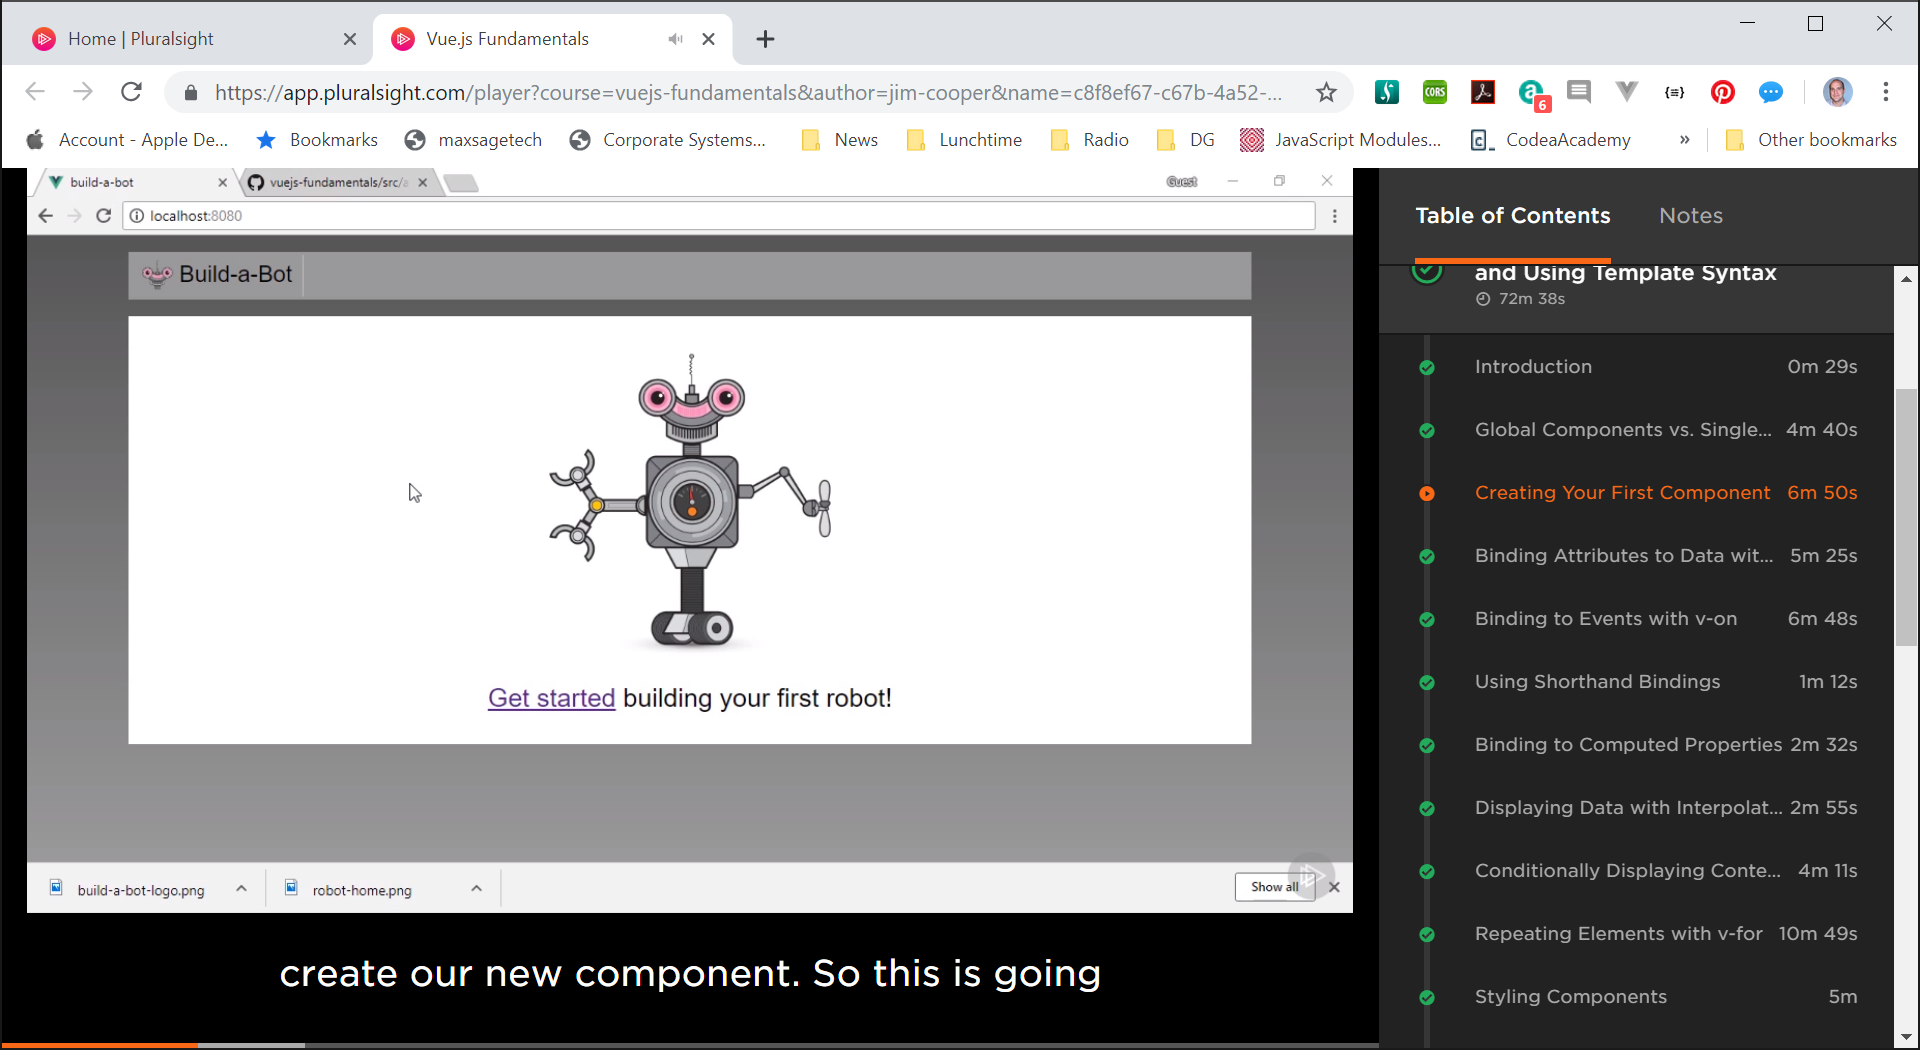 Home | Pluralsight
Vue.js Fundamentals
https://app.pluralsight.com/player?course=vuejs-fundamentals&author=jim-cooper&name=c8f8ef67-c67b-4a52-...
CORS
6
{≡}
Account - Apple De...
Bookmarks
maxsagetech
Corporate Systems...
News
Lunchtime
Radio
DG
JavaScript Modules...
CodeaAcademy
»
Other bookmarks
build-a-bot
vuejs-fundamentals/src/a
Guest
localhost:8080
Build-a-Bot
Get started building your first robot!
build-a-bot-logo.png
robot-home.png
Show all
create our new component. So this is going
Table of Contents
Notes
and Using Template Syntax
72m 38s
Introduction 0m 29s
Global Components vs. Single... 4m 40s
Creating Your First Component 6m 50s
Binding Attributes to Data wit... 5m 25s
Binding to Events with v-on 6m 48s
Using Shorthand Bindings 1m 12s
Binding to Computed Properties 2m 32s
Displaying Data with Interpolat... 2m 55s
Conditionally Displaying Conte... 4m 11s
Repeating Elements with v-for 10m 49s
Styling Components 5m